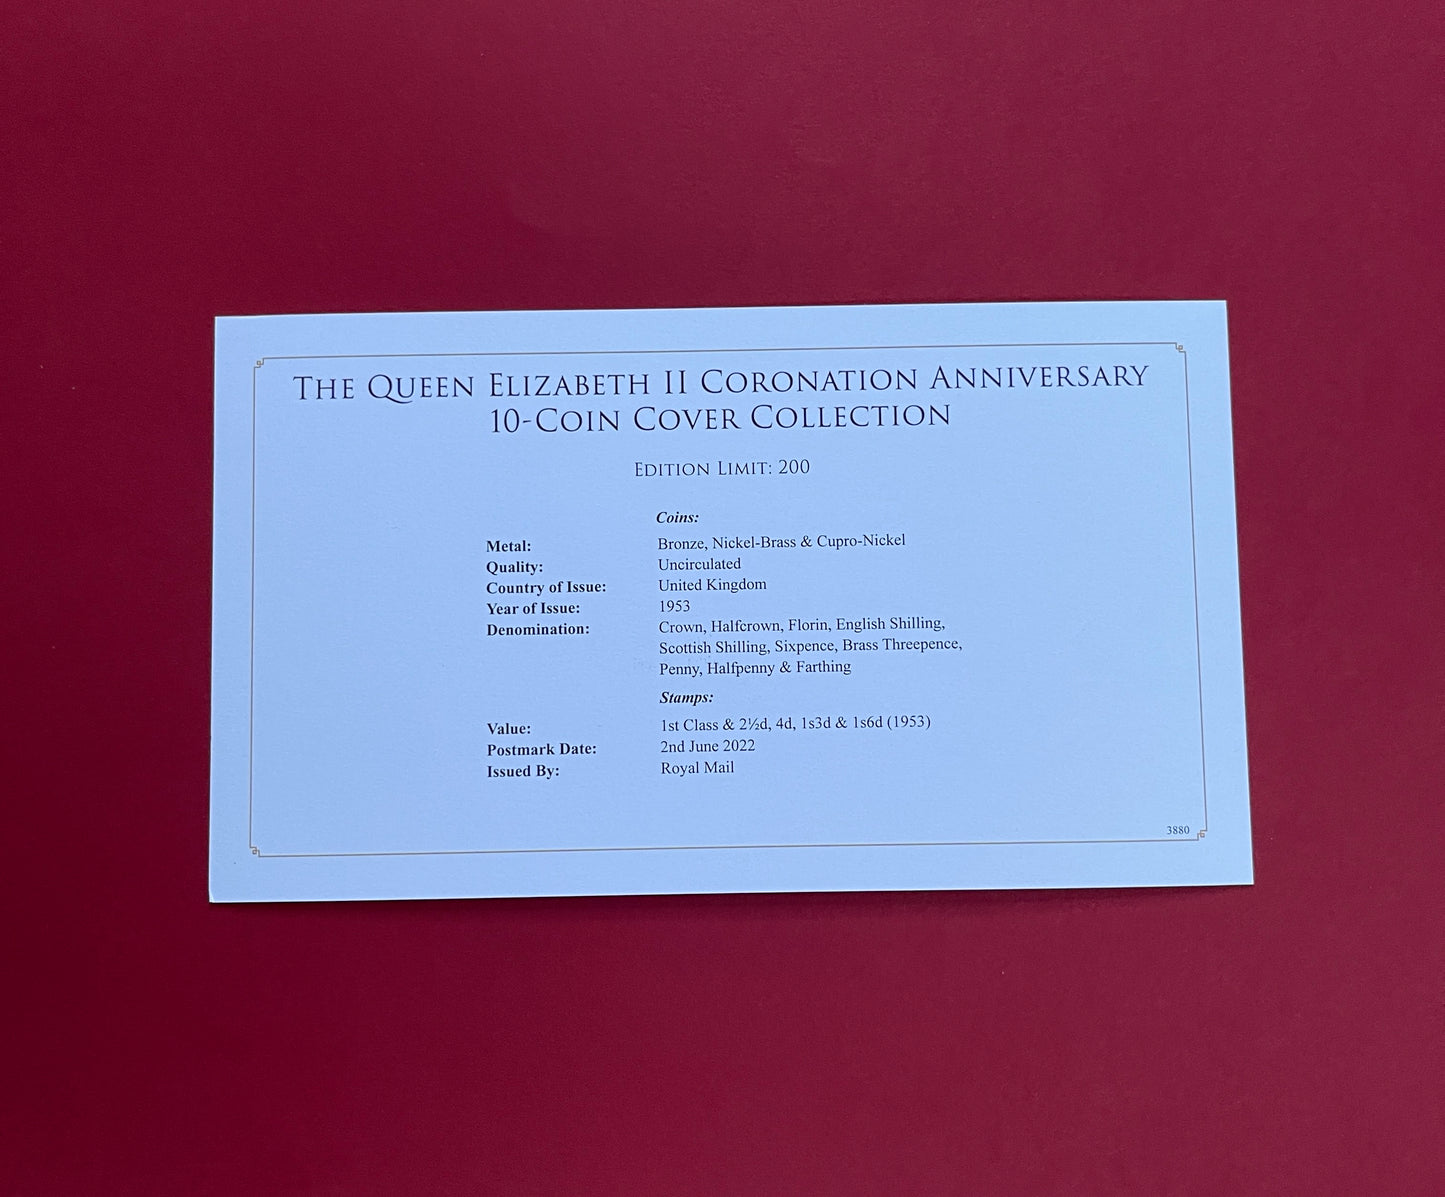 The Queen Elizabeth II Coronation Anniversary
10-Coin Cover Collection
Edition Limit: 200
Coins:
Metal: Bronze, Nickel-Brass & Cupro-Nickel
Quality: Uncirculated
Country of Issue: United Kingdom
Year of Issue: 1953
Denomination: Crown, Halfcrown, Florin, English Shilling,
Scottish Shilling, Sixpence, Brass Threepence,
Penny, Halfpenny & Farthing
Stamps:
Value: 1st Class & 2½d, 4d, 1s3d & 1s6d (1953)
Postmark Date: 2nd June 2022
Issued By: Royal Mail
3880